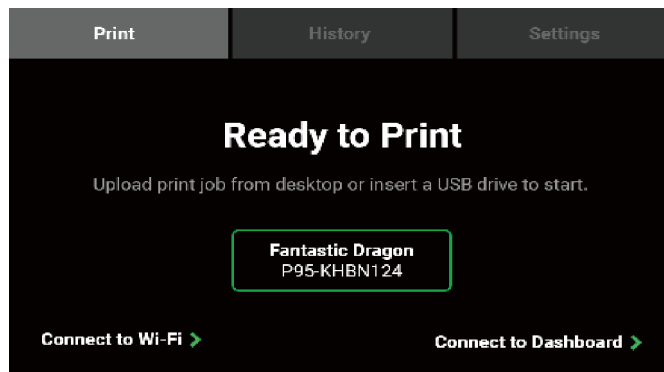 Print
History
Settings
Ready to Print
Upload print job from desktop or insert a USB drive to start.
Fantastic Dragon
P95-KHBN124
Connect to Wi-Fi
Connect to Dashboard